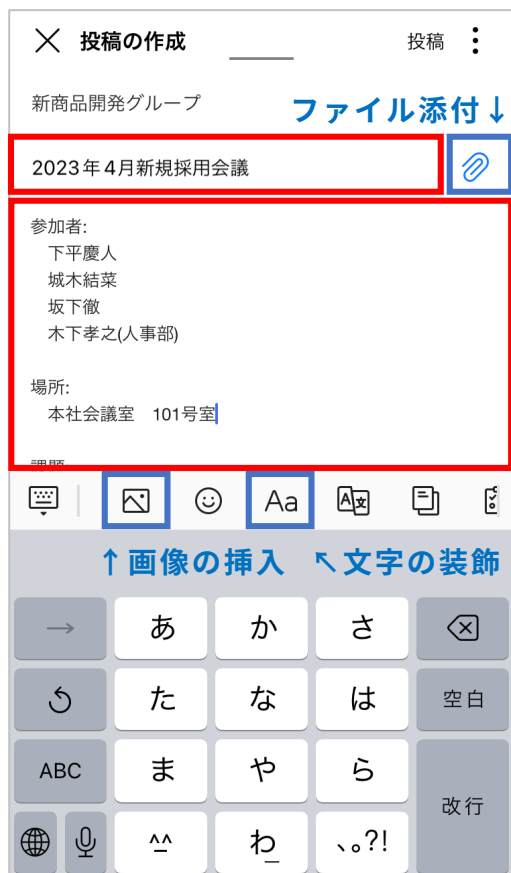 投稿の作成
投稿
新商品開発グループ
ファイル添付↓
2023年4月新規採用会議
参加者:
下平慶人
城木結菜
坂下徹
木下孝之(人事部)
場所:
本社会議室 101号室
Aa
A文
↑画像の挿入 ↖文字の装飾
→ あ か さ
た な は 空白
ABC ま や ら
改行
^^ わ_ 、。?!